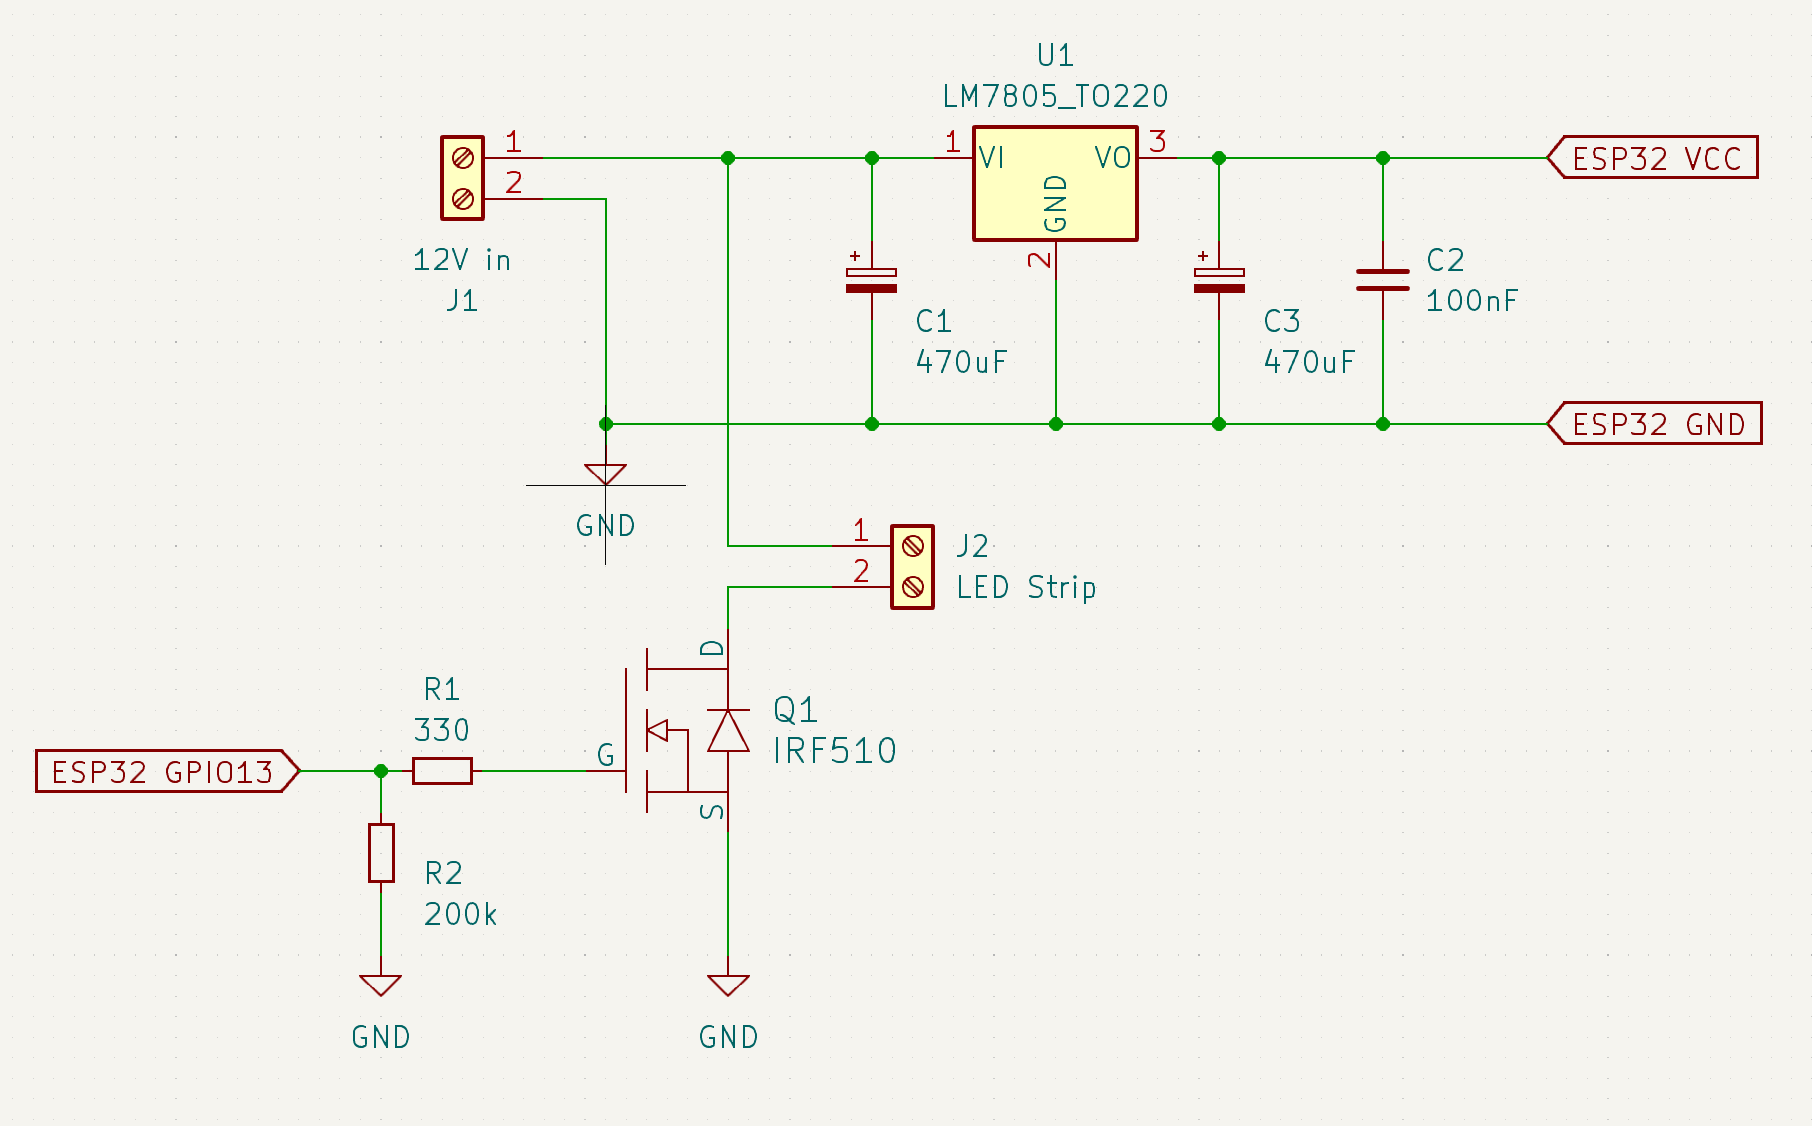 U1
LM7805_TO220
1
2
12V in
J1
1
VI
VO
3
GND
2
ESP32 VCC
+
C1
470uF
+
C3
470uF
C2
100nF
ESP32 GND
GND
1
2
J2
LED Strip
D
G
S
Q1
IRF510
R1
330
ESP32 GPIO13
R2
200k
GND
GND